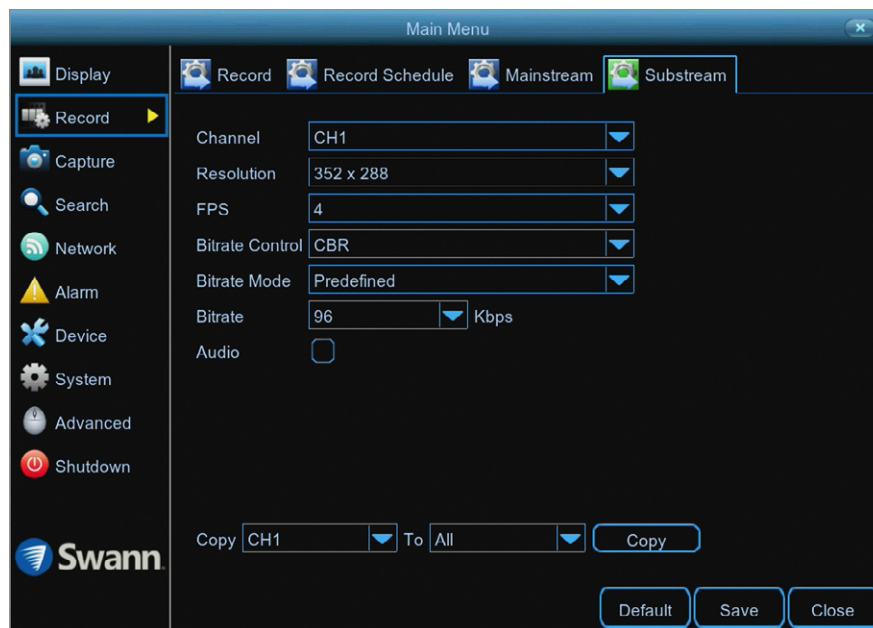 Main Menu
Display
Record
Capture
Search
Network
Alarm
Device
System
Advanced
Shutdown
Swann
Record Record Schedule Mainstream Substream
Channel CH1
Resolution 352 x 288
FPS 4
Bitrate Control CBR
Bitrate Mode Predefined
Bitrate 96 Kbps
Audio
Copy CH1 To All Copy
Default Save Close